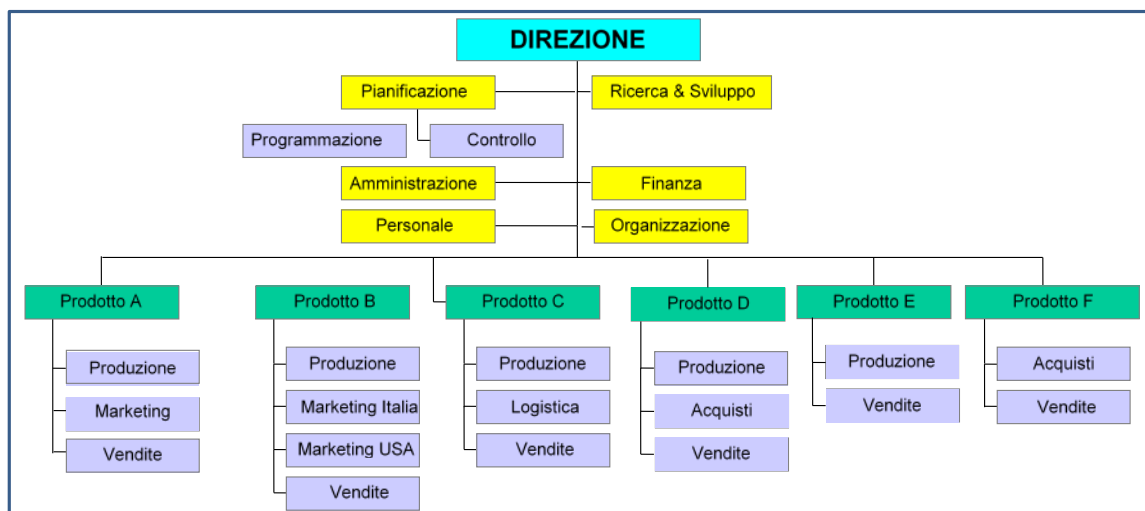 DIREZIONE
Pianificazione
Ricerca & Sviluppo
Programmazione
Controllo
Amministrazione
Finanza
Personale
Organizzazione
Prodotto A
Prodotto B
Prodotto C
Prodotto D
Prodotto E
Prodotto F
Produzione
Marketing
Vendite
Produzione
Marketing Italia
Marketing USA
Vendite
Produzione
Logistica
Vendite
Produzione
Acquisti
Vendite
Produzione
Vendite
Acquisti
Vendite